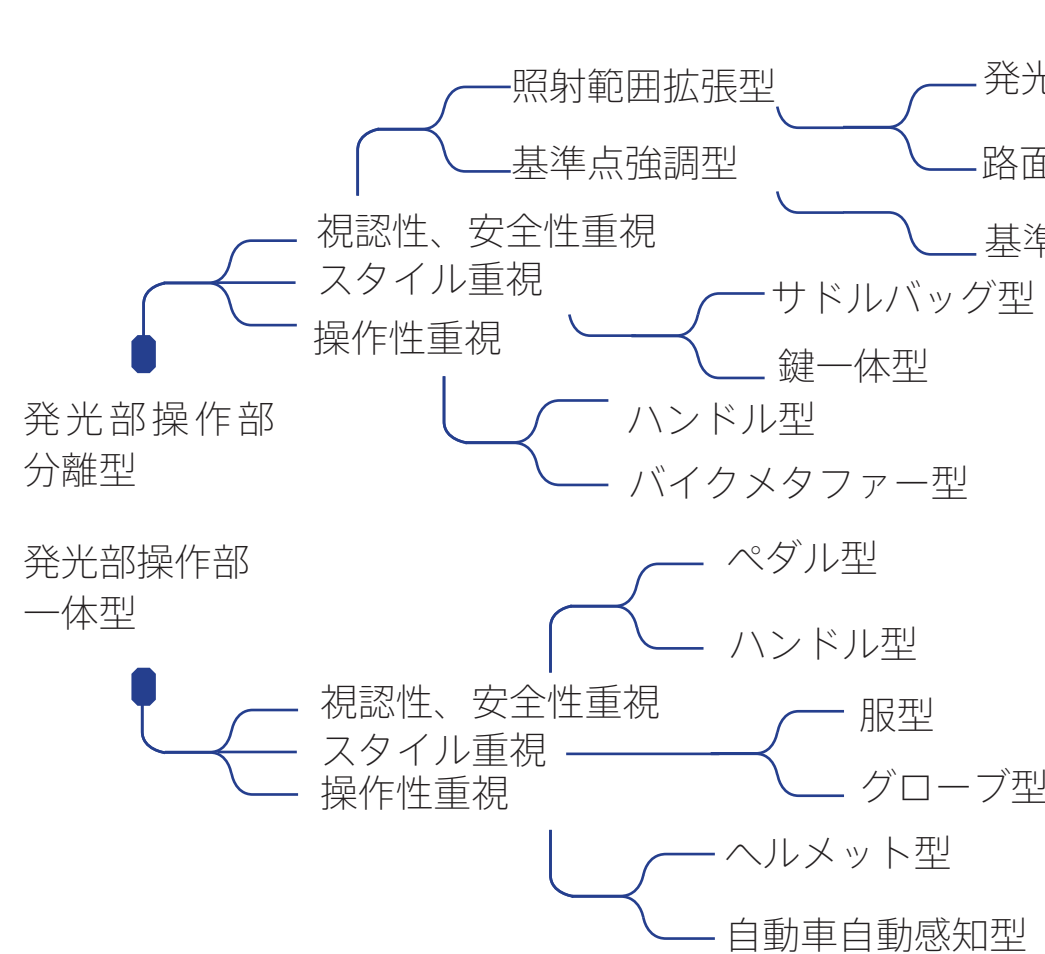 発光
照射範囲拡張型
基準点強調型
路面
基準
視認性、安全性重視
スタイル重視
操作性重視
サドルバッグ型
鍵一体型
発光部操作部
分離型
ハンドル型
バイクメタファー型
発光部操作部
一体型
ペダル型
ハンドル型
視認性、安全性重視
スタイル重視
操作性重視
服型
グローブ型
ヘルメット型
自動車自動感知型